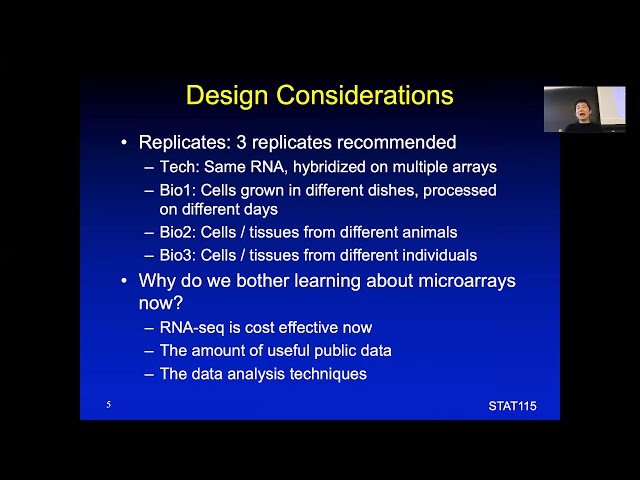 Design Considerations
• Replicates: 3 replicates recommended
– Tech: Same RNA, hybridized on multiple arrays
– Bio1: Cells grown in different dishes, processed
on different days
– Bio2: Cells / tissues from different animals
– Bio3: Cells / tissues from different individuals
• Why do we bother learning about microarrays
now?
– RNA-seq is cost effective now
– The amount of useful public data
– The data analysis techniques
5
STAT115